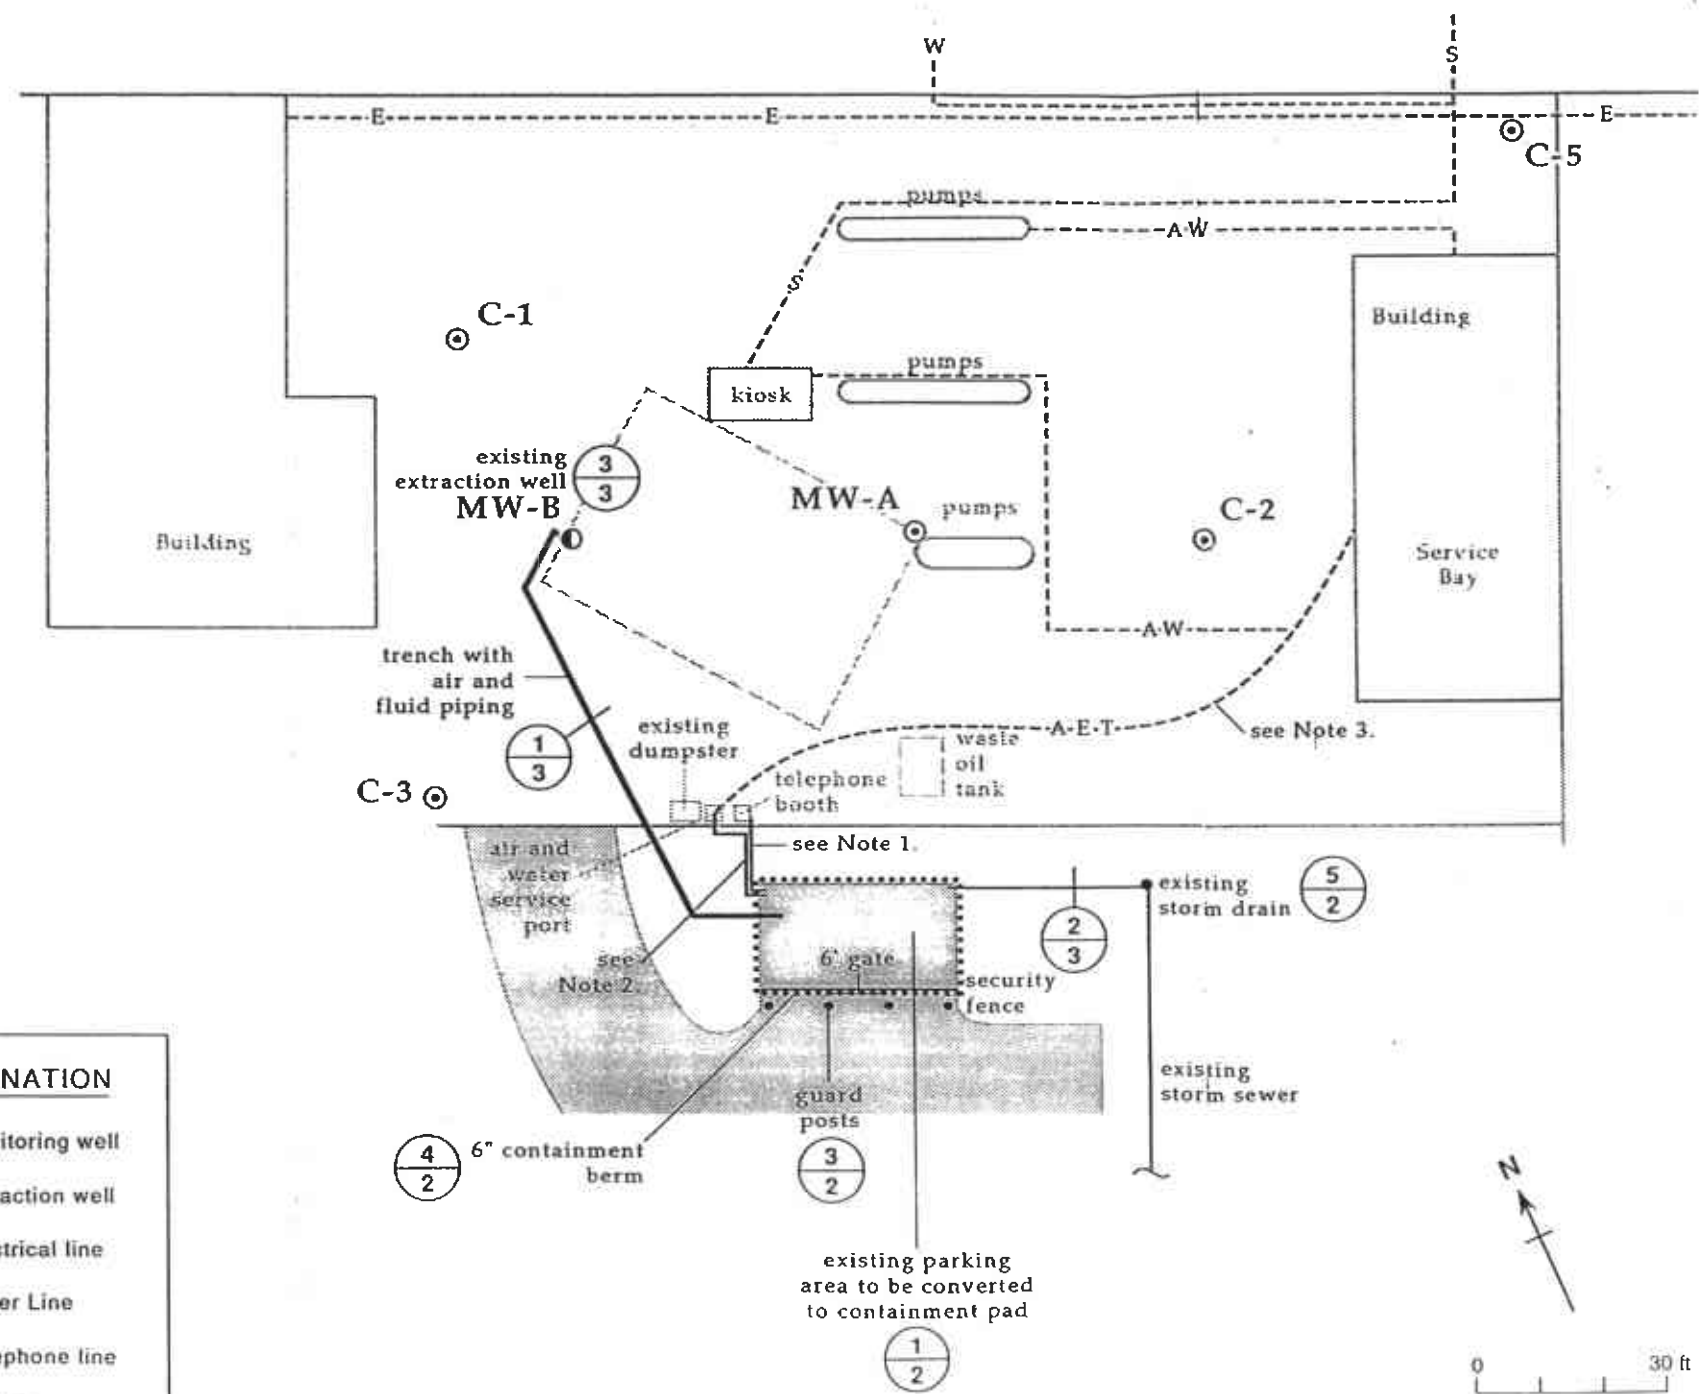 W
S
E
E
E
C-5
pumps
A-W
S
C-1
Building
pumps
kiosk
existing
extraction well
MW-B
3
3
MW-A
pumps
C-2
Building
Service
Bay
A-W
trench with
air and
fluid piping
1
3
existing
dumpster
A-E-T
see Note 3.
waste
oil
tank
telephone
booth
C-3
see Note 1.
air and
water
service
port
existing
storm drain
5
2
2
3
see
Note 2.
6' gate
security
fence
NATION
itoring well
action well
ctrical line
er Line
ephone line
guard
posts
3
2
existing
storm sewer
4
2
6" containment
berm
N
existing parking
area to be converted
to containment pad
1
2
0
30 ft